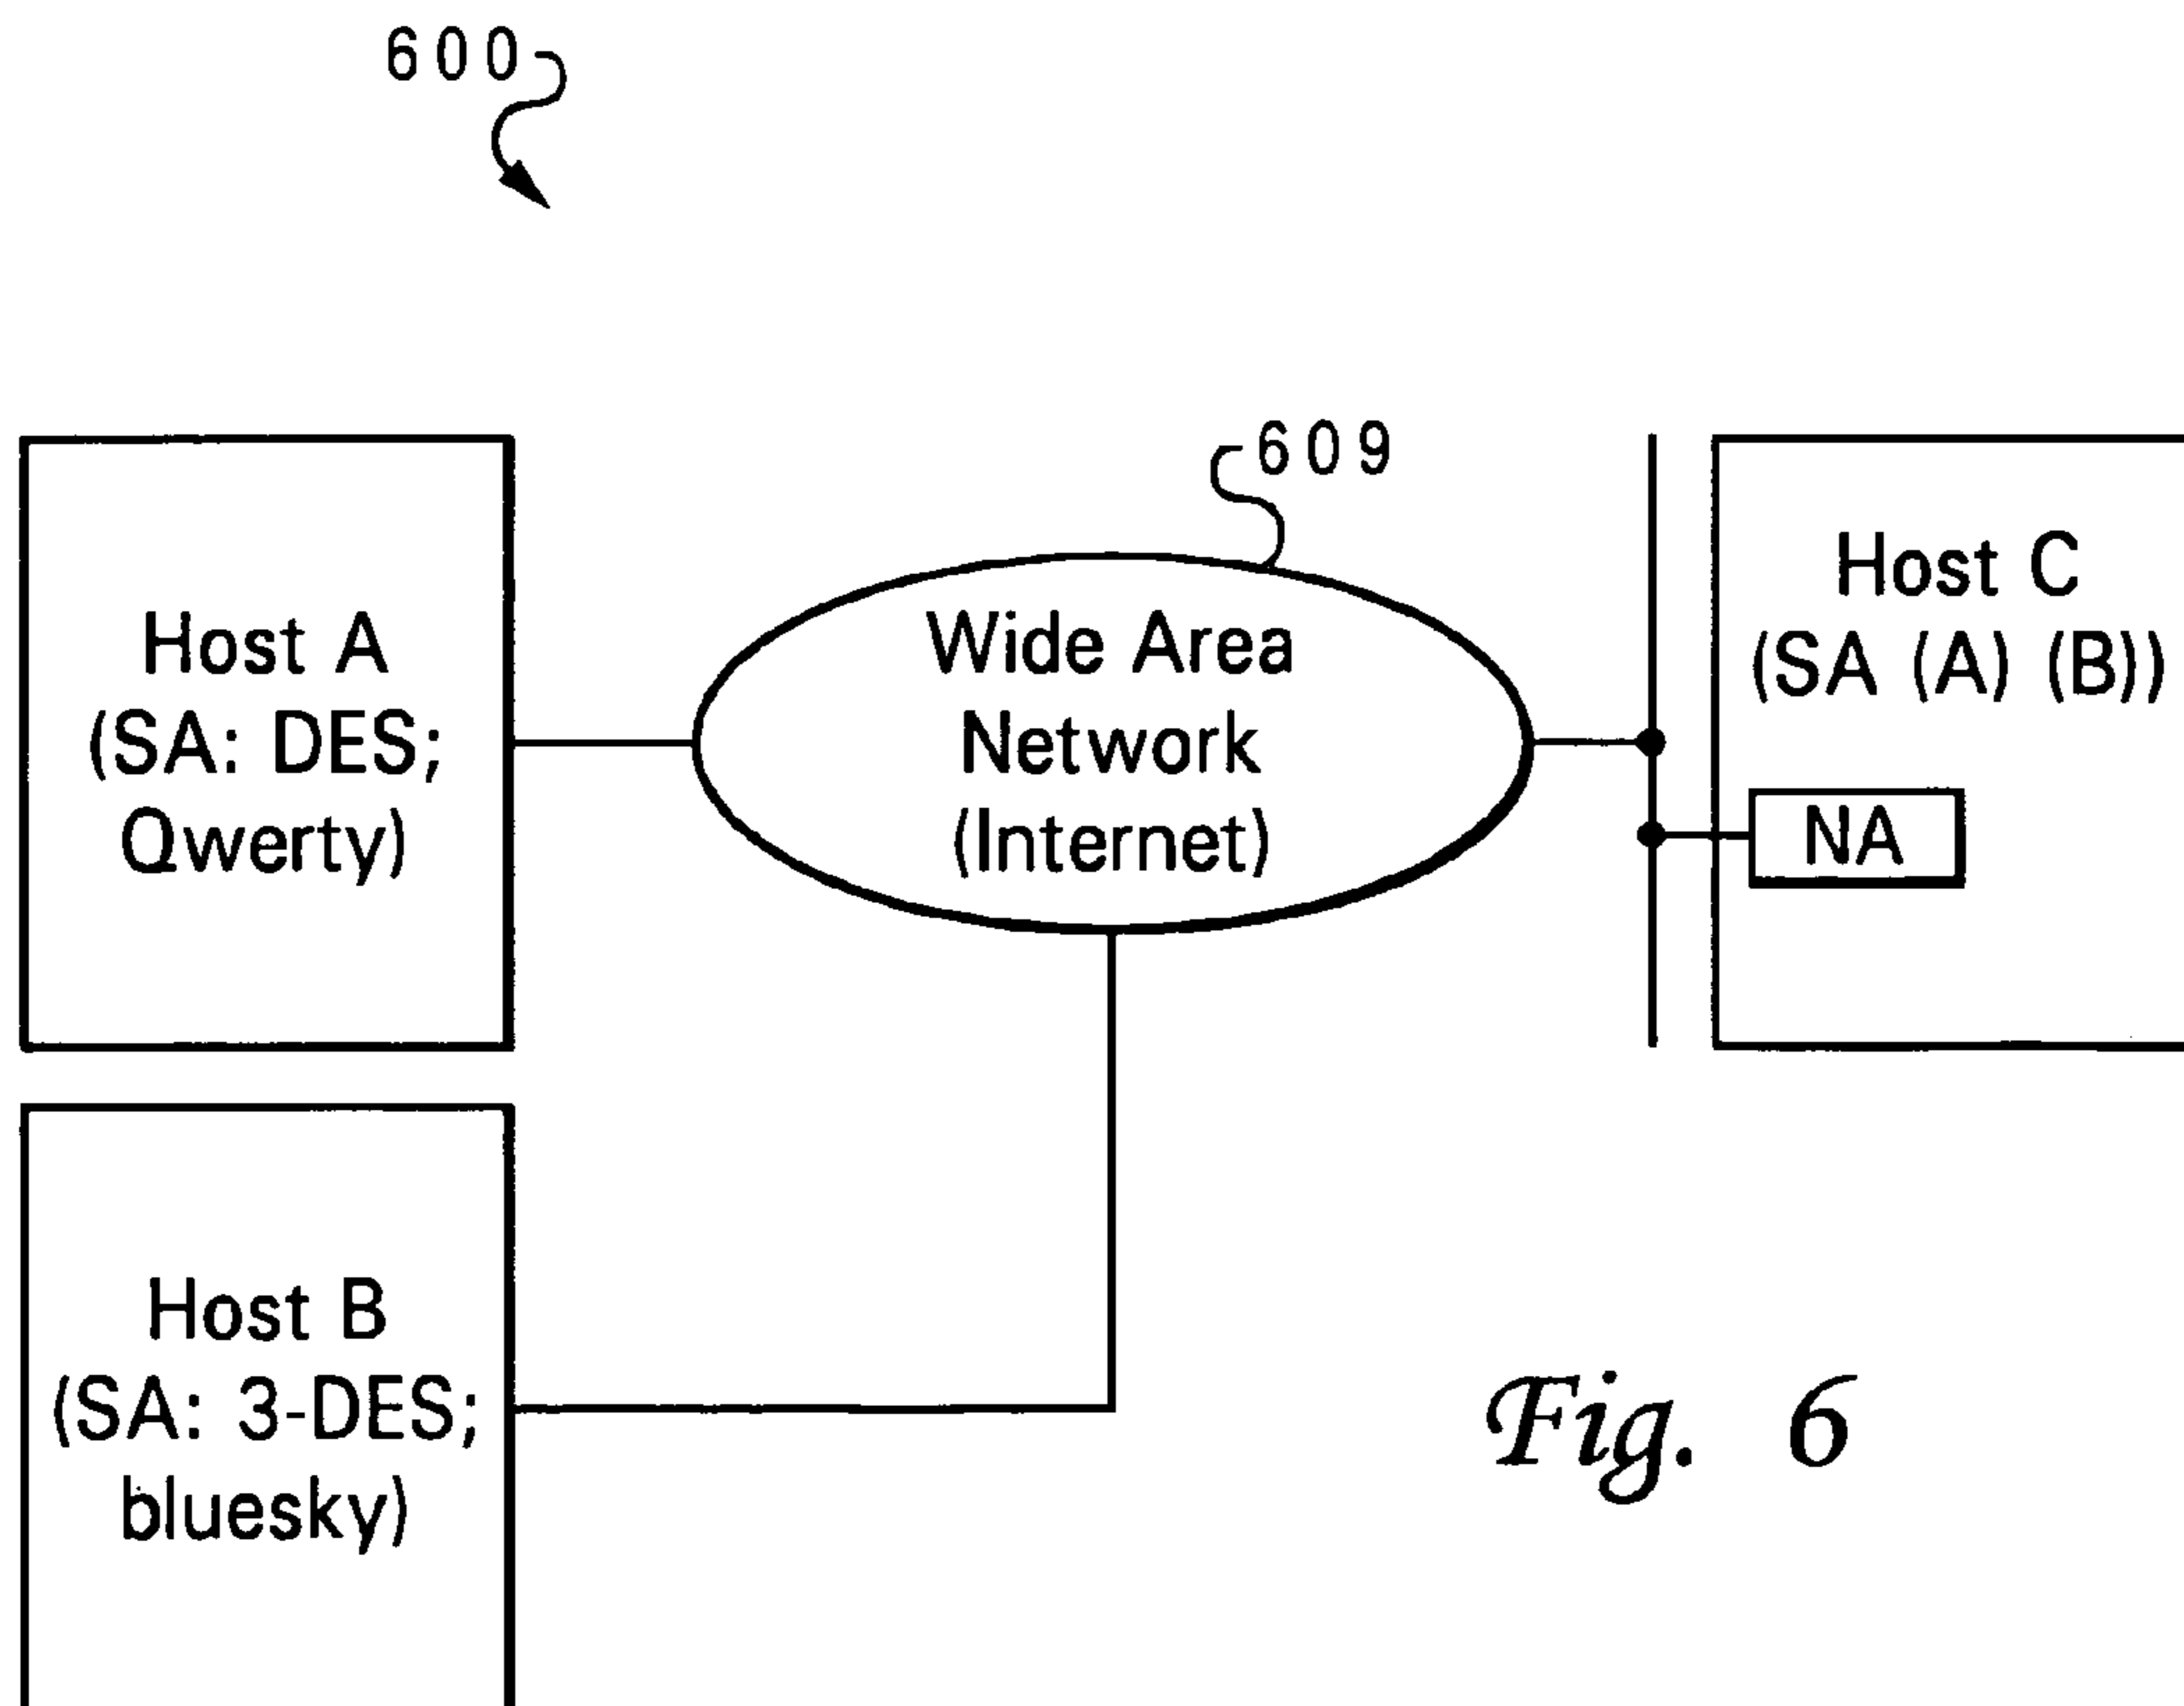 600
609
Host A
(SA: DES;
Qwerty)
Wide Area
Network
(Internet)
Host C
(SA (A) (B))
NA
Host B
(SA: 3-DES;
bluesky)
Fig. 6